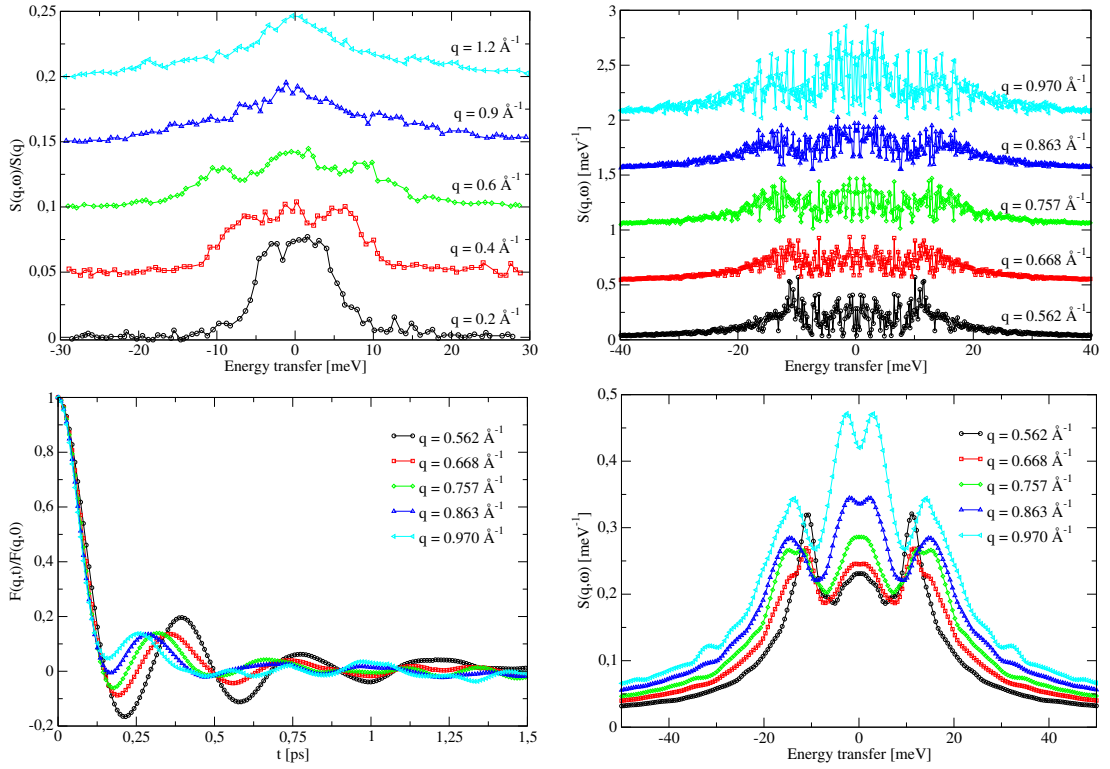 0,25
0,2
0,15
0,1
0,05
0
S(q,ω)/S(q)
q = 1.2 Å-1
q = 0.9 Å-1
q = 0.6 Å-1
q = 0.4 Å-1
q = 0.2 Å-1
-30 -20 -10 0 10 20 30
Energy transfer [meV]
3
2,5
2
1,5
1
0,5
0
S(q,ω) [meV-1]
q = 0.970 Å-1
q = 0.863 Å-1
q = 0.757 Å-1
q = 0.668 Å-1
q = 0.562 Å-1
-40 -20 0 20 40
Energy transfer [meV]
1
0,8
0,6
0,4
0,2
0
-0,2
F(q,t)/F(q,0)
q = 0.562 Å-1
q = 0.668 Å-1
q = 0.757 Å-1
q = 0.863 Å-1
q = 0.970 Å-1
0 0,25 0,5 0,75 1 1,25 1,5
t [ps]
0,5
0,4
0,3
0,2
0,1
0
S(q,ω) [meV-1]
q = 0.562 Å-1
q = 0.668 Å-1
q = 0.757 Å-1
q = 0.863 Å-1
q = 0.970 Å-1
-40 -20 0 20 40
Energy transfer [meV]